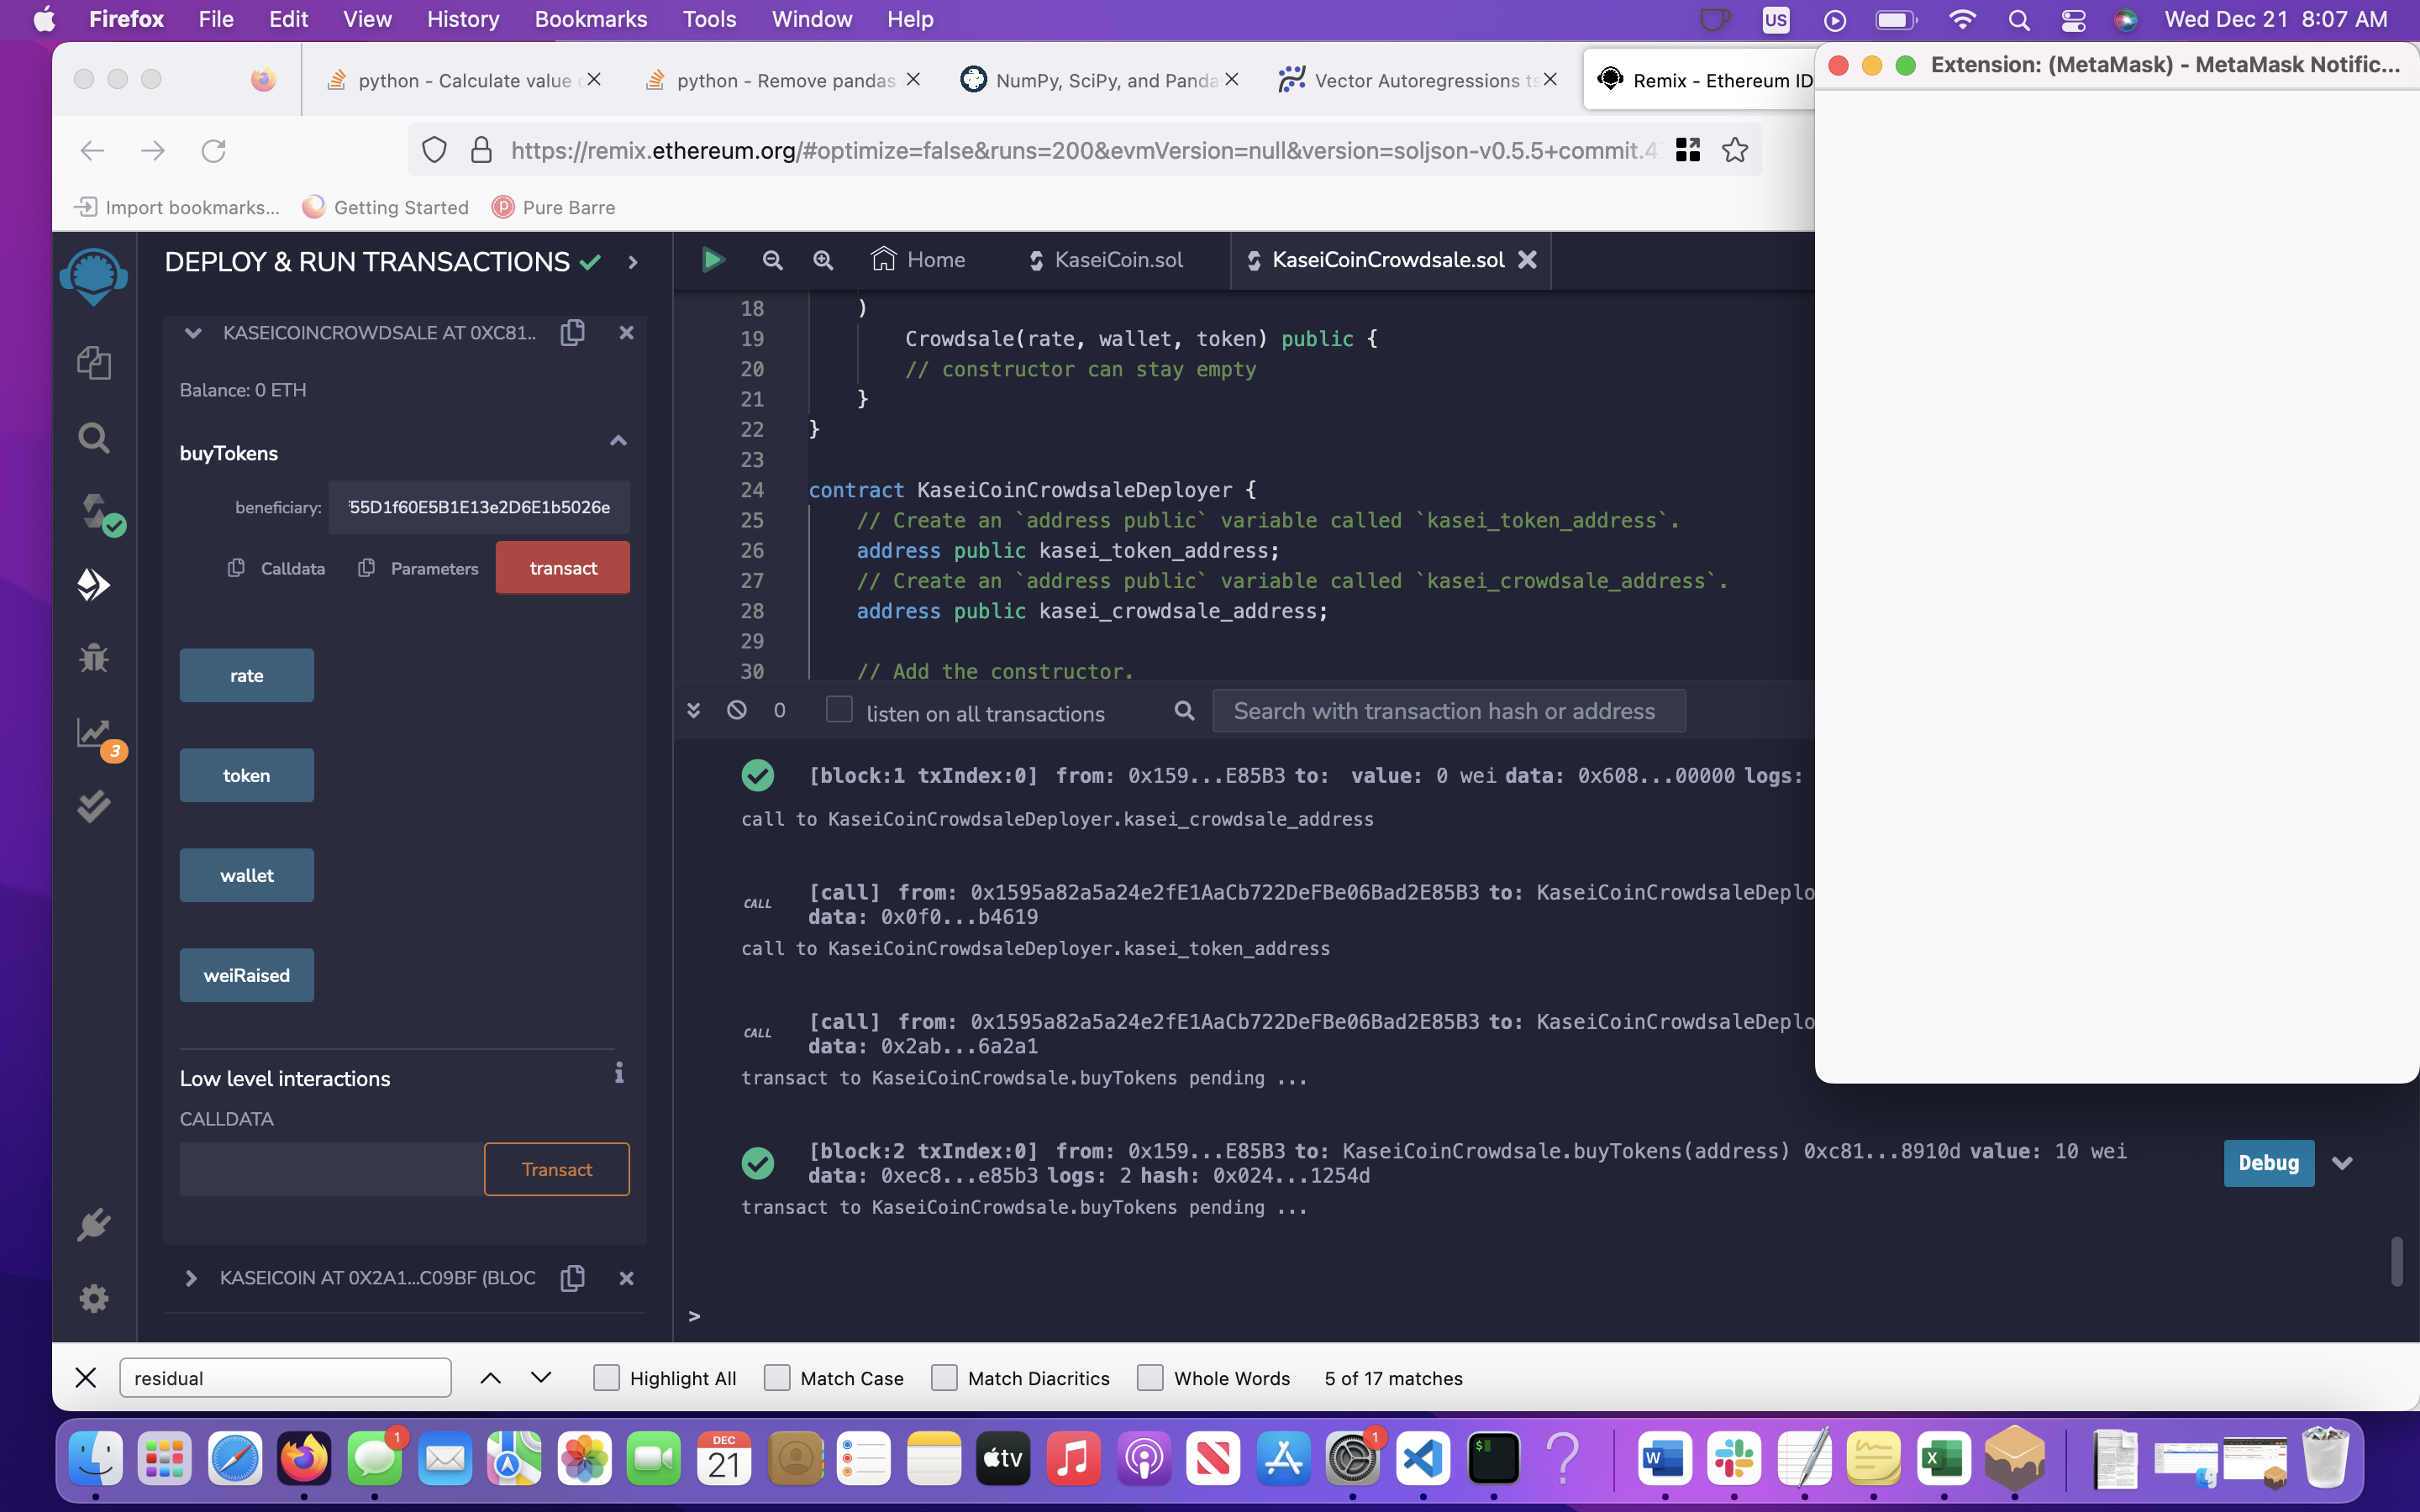 Firefox File Edit View History Bookmarks Tools Window Help US Wed Dec 21 8:07 AM
python - Calculate value python - Remove pandas NumPy, SciPy, and Panda Vector Autoregressions ts Remix - Ethereum ID
Extension: (MetaMask) - MetaMask Notific...
https://remix.ethereum.org/#optimize=false&runs=200&evmVersion=null&version=soljson-v0.5.5+commit.4
Import bookmarks... Getting Started Pure Barre
DEPLOY & RUN TRANSACTIONS
KASEICOINCROWDSALE AT 0XC81..
Balance: 0 ETH
buyTokens
beneficiary: 55D1f60E5B1E13e2D6E1b5026e
Calldata Parameters transact
rate
token
wallet
weiRaised
Low level interactions
i
CALLDATA
Transact
KASEICOIN AT 0X2A1...C09BF (BLOC
3
Home KaseiCoin.sol KaseiCoinCrowdsale.sol
18 )
19 Crowdsale(rate, wallet, token) public {
20 // constructor can stay empty
21 }
22 }
23
24 contract KaseiCoinCrowdsaleDeployer {
25 // Create an `address public` variable called `kasei_token_address`.
26 address public kasei_token_address;
27 // Create an `address public` variable called `kasei_crowdsale_address`.
28 address public kasei_crowdsale_address;
29
30 // Add the constructor.
0 listen on all transactions Search with transaction hash or address
[block:1 txIndex:0] from: 0x159...E85B3 to: value: 0 wei data: 0x608...00000 logs:
call to KaseiCoinCrowdsaleDeployer.kasei_crowdsale_address
CALL [call] from: 0x1595a82a5a24e2fE1AaCb722DeFBe06Bad2E85B3 to: KaseiCoinCrowdsaleDeplo
data: 0x0f0...b4619
call to KaseiCoinCrowdsaleDeployer.kasei_token_address
CALL [call] from: 0x1595a82a5a24e2fE1AaCb722DeFBe06Bad2E85B3 to: KaseiCoinCrowdsaleDeplo
data: 0x2ab...6a2a1
transact to KaseiCoinCrowdsale.buyTokens pending ...
[block:2 txIndex:0] from: 0x159...E85B3 to: KaseiCoinCrowdsale.buyTokens(address) 0xc81...8910d value: 10 wei
data: 0xec8...e85b3 logs: 2 hash: 0x024...1254d
Debug
transact to KaseiCoinCrowdsale.buyTokens pending ...
>
residual Highlight All Match Case Match Diacritics Whole Words 5 of 17 matches
1 DEC 21 tv 1 $ W X